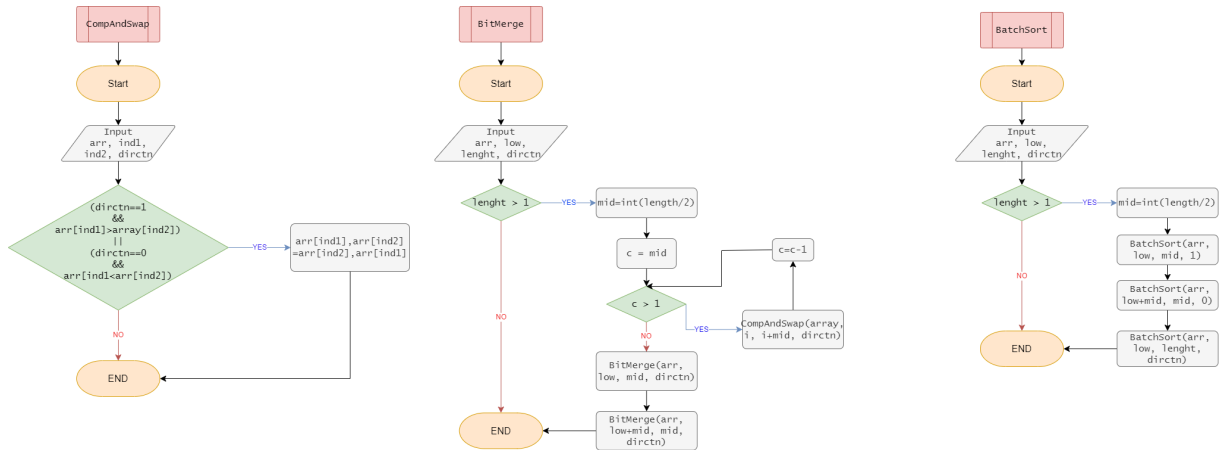 CompAndSwap
Start
Input
arr, ind1,
ind2, dirctn
(dirctn==1
&&
arr[ind1]>array[ind2])
||
(dirctn==0
&&
arr[ind1<arr[ind2])
YES
arr[ind1],arr[ind2]
=arr[ind2],arr[ind1]
NO
END
BitMerge
Start
Input
arr, low,
lenght, dirctn
lenght > 1
YES
mid=int(length/2)
c = mid
c=c-1
c > 1
YES
CompAndSwap(array,
i, i+mid, dirctn)
NO
NO
BitMerge(arr,
low, mid, dirctn)
BitMerge(arr,
low+mid, mid,
dirctn)
END
BatchSort
Start
Input
arr, low,
lenght, dirctn
lenght > 1
YES
mid=int(length/2)
BatchSort(arr,
low, mid, 1)
BatchSort(arr,
low+mid, mid, 0)
NO
BatchSort(arr,
low, lenght,
dirctn)
END